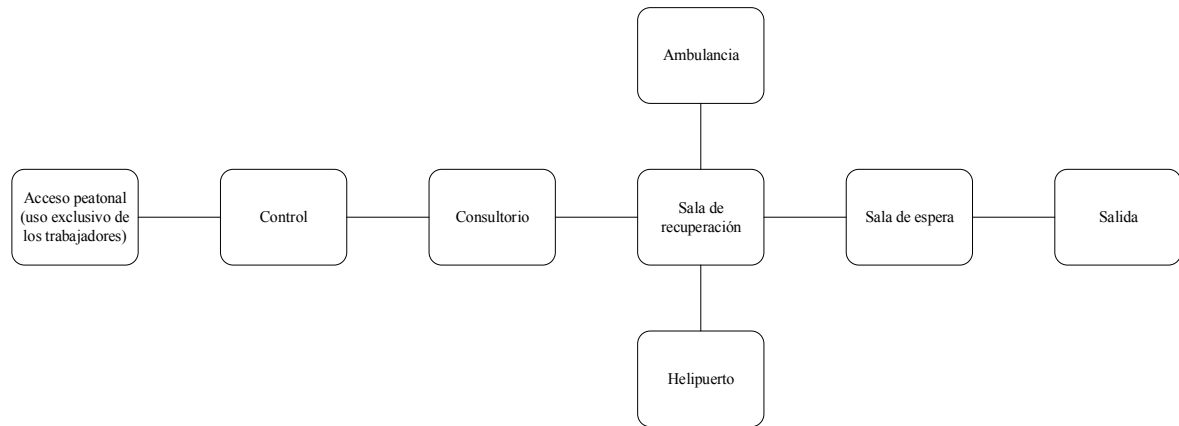 Ambulancia
Acceso peatonal
(uso exclusivo de
los trabajadores)
Control
Consultorio
Sala de
recuperación
Sala de espera
Salida
Helipuerto